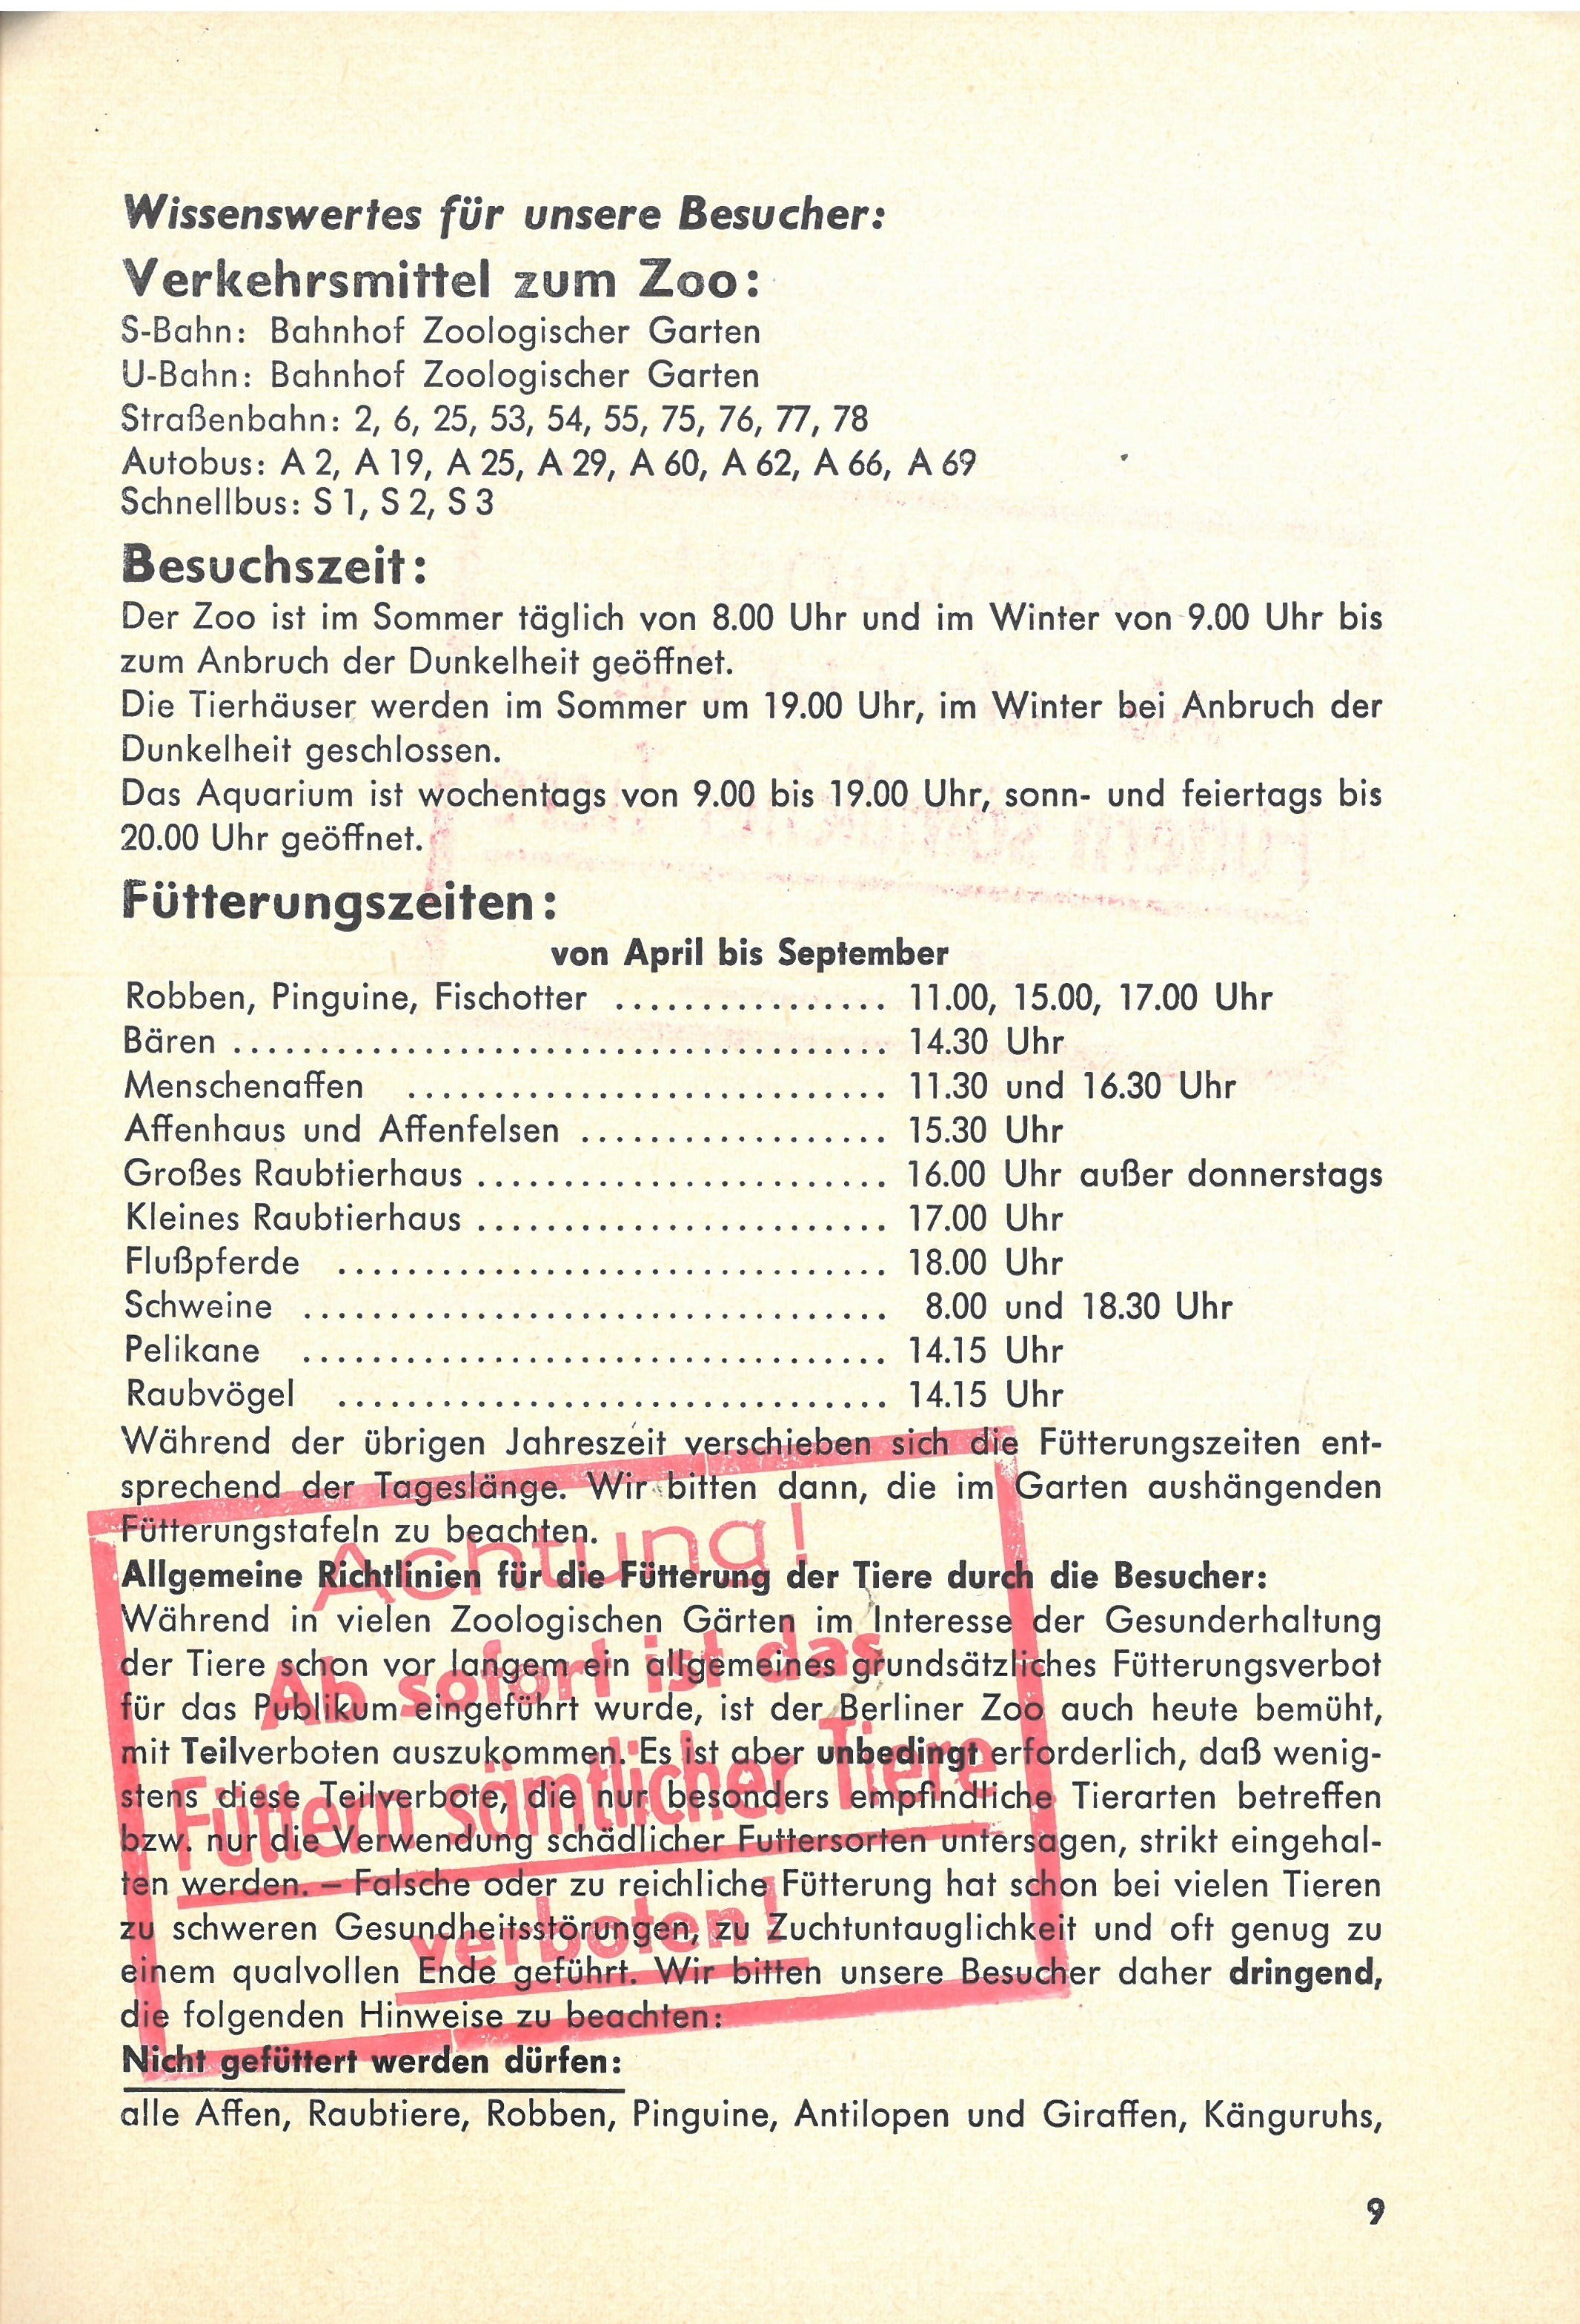 Wissenswertes für unsere Besucher:
Verkehrsmittel zum Zoo:
S-Bahn: Bahnhof Zoologischer Garten
U-Bahn: Bahnhof Zoologischer Garten
Straßenbahn: 2, 6, 25, 53, 54, 55, 75, 76, 77, 78
Autobus: A 2, A 19, A 25, A 29, A 60, A 62, A 66, A 69
Schnellbus: S 1, S 2, S 3
Besuchszeit:
Der Zoo ist im Sommer täglich von 8.00 Uhr und im Winter von 9.00 Uhr bis
zum Anbruch der Dunkelheit geöffnet.
Die Tierhäuser werden im Sommer um 19.00 Uhr, im Winter bei Anbruch der
Dunkelheit geschlossen.
Das Aquarium ist wochentags von 9.00 bis 19.00 Uhr, sonn- und feiertags bis
20.00 Uhr geöffnet.
Fütterungszeiten:
von April bis September
Robben, Pinguine, Fischotter ................ 11.00, 15.00, 17.00 Uhr
Bären ...................................... 14.30 Uhr
Menschenaffen ............................ 11.30 und 16.30 Uhr
Affenhaus und Affenfelsen .................. 15.30 Uhr
Großes Raubtierhaus ........................ 16.00 Uhr außer donnerstags
Kleines Raubtierhaus ........................ 17.00 Uhr
Flußpferde ................................ 18.00 Uhr
Schweine .................................. 8.00 und 18.30 Uhr
Pelikane .................................. 14.15 Uhr
Raubvögel ................................ 14.15 Uhr
Während der übrigen Jahreszeit verschieben sich die Fütterungszeiten ent-
sprechend der Tageslänge. Wir bitten dann, die im Garten aushängenden
Fütterungstafeln zu beachten.
Allgemeine Richtlinien für die Fütterung der Tiere durch die Besucher:
Während in vielen Zoologischen Gärten im Interesse der Gesunderhaltung
der Tiere schon vor langem ein allgemeines grundsätzliches Fütterungsverbot
für das Publikum eingeführt wurde, ist der Berliner Zoo auch heute bemüht,
mit Teilverboten auszukommen. Es ist aber unbedingt erforderlich, daß wenig-
stens diese Teilverbote, die nur besonders empfindliche Tierarten betreffen
bzw. nur die Verwendung schädlicher Futtersorten untersagen, strikt eingehal-
ten werden. – Falsche oder zu reichliche Fütterung hat schon bei vielen Tieren
zu schweren Gesundheitsstörungen, zu Zuchtuntauglichkeit und oft genug zu
einem qualvollen Ende geführt. Wir bitten unsere Besucher daher dringend,
die folgenden Hinweise zu beachten:
Nicht gefüttert werden dürfen:
alle Affen, Raubtiere, Robben, Pinguine, Antilopen und Giraffen, Känguruhs,
9
Achtung!
Ab sofort ist das
Füttern sämtlicher Tiere
verboten!